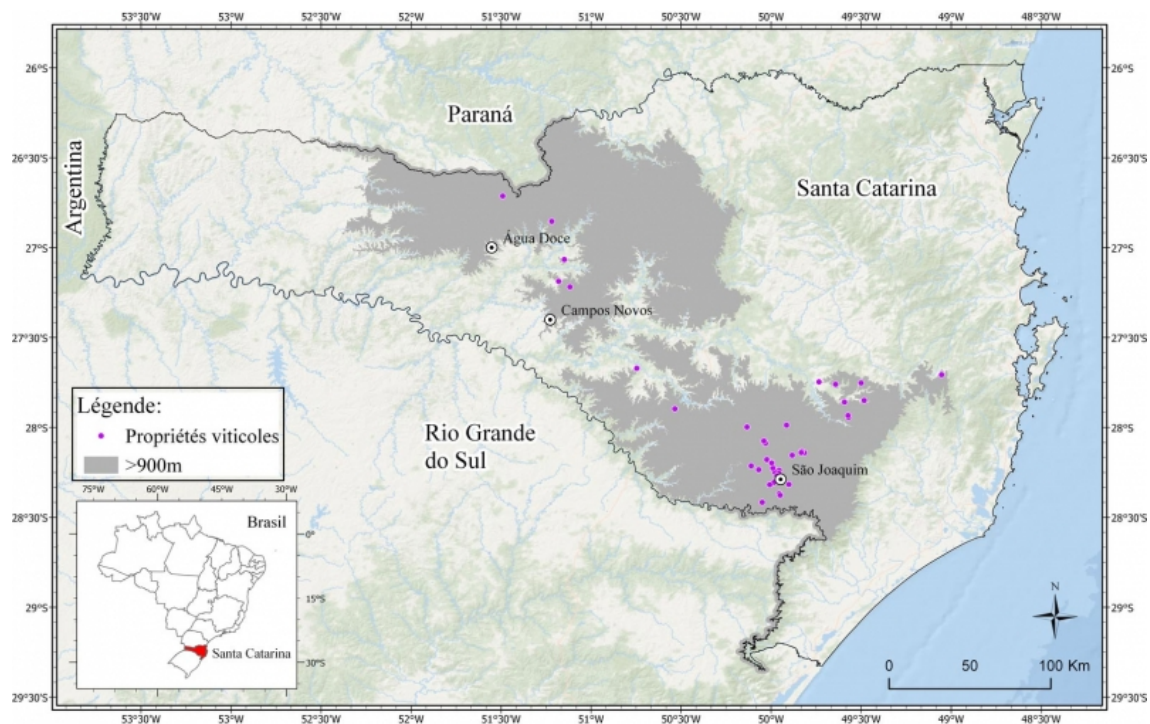 53°30'W 53°W 52°30'W 52°W 51°30'W 51°W 50°30'W 50°W 49°30'W 49°W 48°30'W
26°S 26°S
Paraná
26°30'S 26°30'S
Argentina
Santa Catarina
27°S 27°S
Água Doce
Campos Novos
27°30'S 27°30'S
Légende:
Propriétés viticoles
>900m
28°S 28°S
Rio Grande
do Sul
São Joaquim
75°W 60°W 45°W 30°W
28°30'S 28°30'S
Brasil
0°
15°S
30°S
Santa Catarina
29°S 29°S
N
0 50 100 Km
29°30'S 29°30'S
53°30'W 53°W 52°30'W 52°W 51°30'W 51°W 50°30'W 50°W 49°30'W 49°W 48°30'W